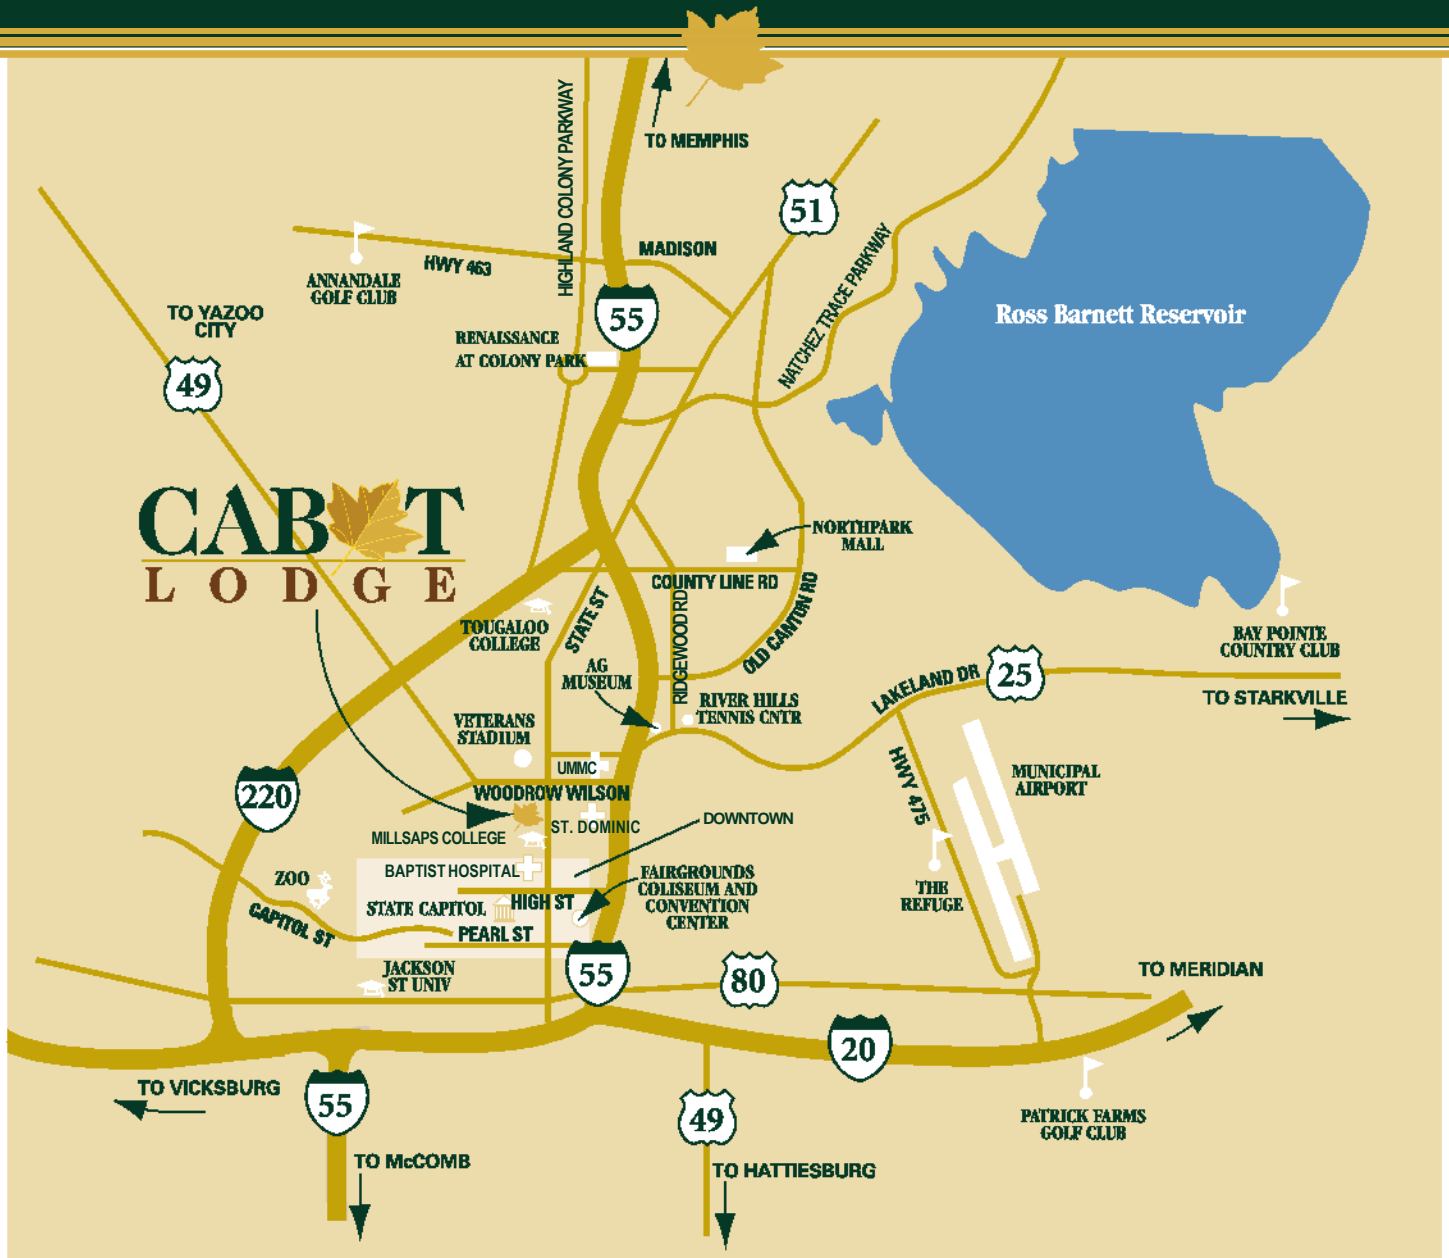 TO MEMPHIS
HIGHLAND COLONY PARKWAY
51
MADISON
HWY 463
ANNANDALE
GOLF CLUB
NATCHEZ TRACE PARKWAY
TO YAZOO
CITY
55
Ross Barnett Reservoir
RENAISSANCE
AT COLONY PARK
49
CABOT
LODGE
NORTHPARK
MALL
COUNTY LINE RD
STATE ST
RIDGEWOOD RD
OLD CANTON RD
TOUGALOO
COLLEGE
BAY POINTE
COUNTRY CLUB
AG
MUSEUM
LAKELAND DR
25
TO STARKVILLE
RIVER HILLS
TENNIS CNTR
VETERANS
STADIUM
UMMC
HWY 475
MUNICIPAL
AIRPORT
220
WOODROW WILSON
ST. DOMINIC
DOWNTOWN
MILLSAPS COLLEGE
BAPTIST HOSPITAL
ZOO
FAIRGROUNDS
COLISEUM AND
CONVENTION
CENTER
THE
REFUGE
STATE CAPITOL
HIGH ST
CAPITOL ST
PEARL ST
JACKSON
ST UNIV
55
80
TO MERIDIAN
20
TO VICKSBURG
55
49
PATRICK FARMS
GOLF CLUB
TO McCOMB
TO HATTIESBURG